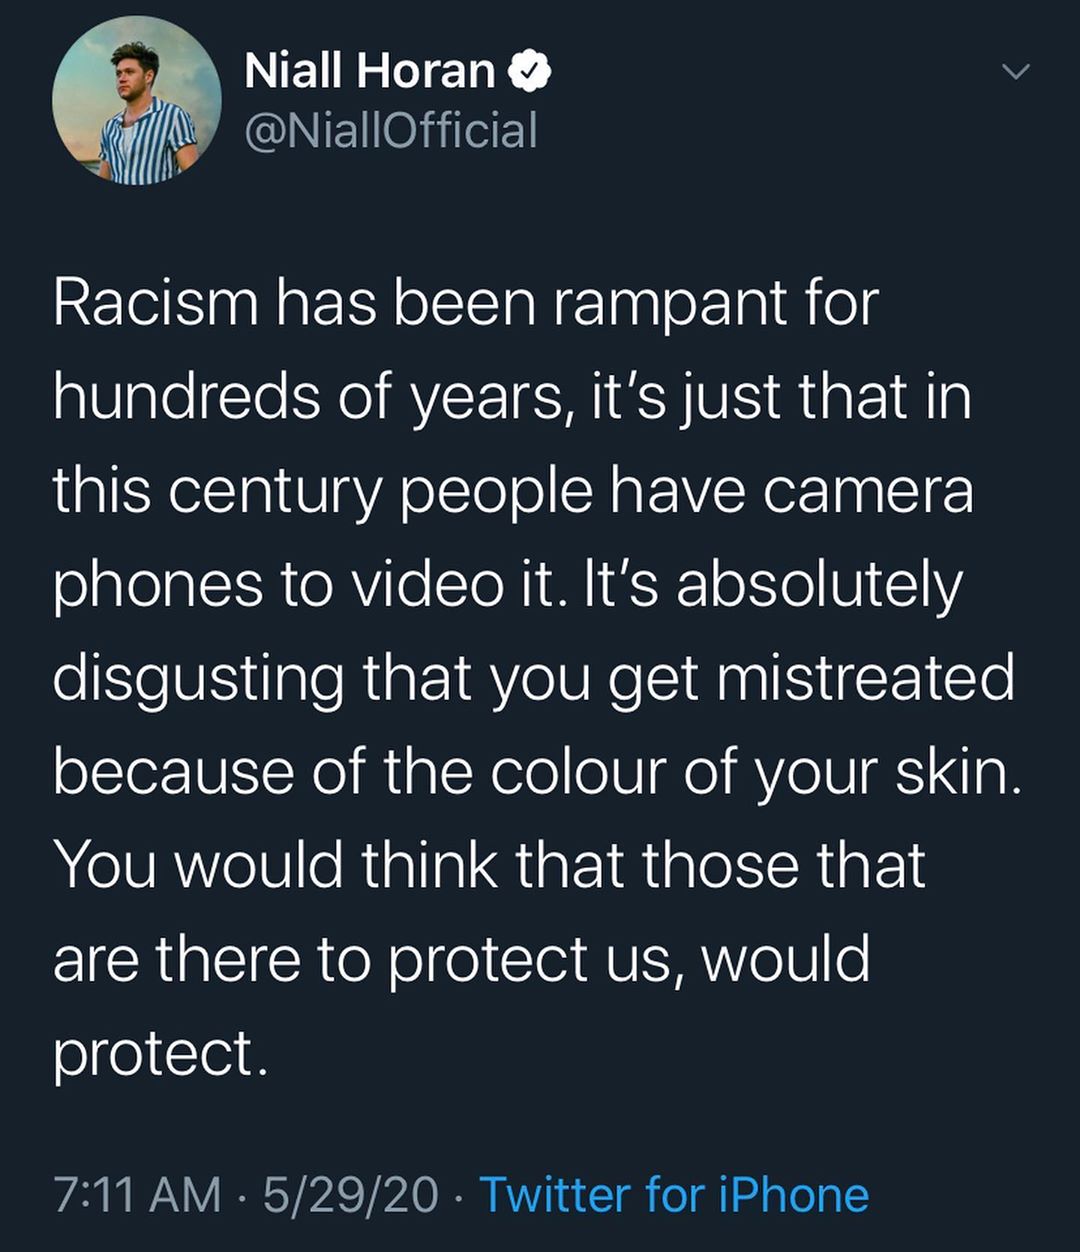 Niall Horan
@NiallOfficial
Racism has been rampant for
hundreds of years, it’s just that in
this century people have camera
phones to video it. It’s absolutely
disgusting that you get mistreated
because of the colour of your skin.
You would think that those that
are there to protect us, would
protect.
7:11 AM · 5/29/20 · Twitter for iPhone